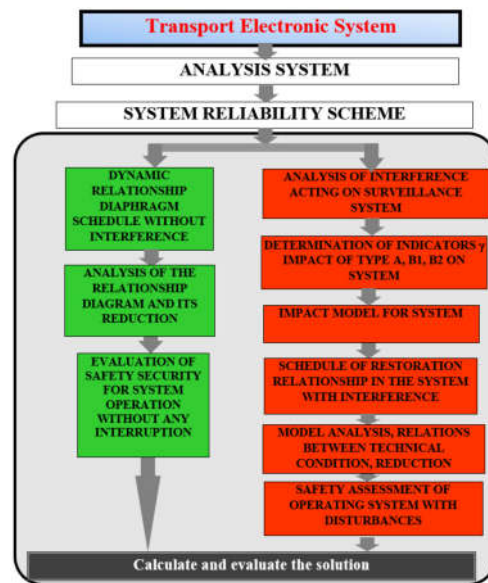 Transport Electronic System
ANALYSIS SYSTEM
SYSTEM RELIABILITY SCHEME
DYNAMIC
RELATIONSHIP
DIAPHRAGM
SCHEDULE WITHOUT
INTERFERENCE
ANALYSIS OF THE
RELATIONSHIP
DIAGRAM AND ITS
REDUCTION
EVALUATION OF
SAFETY SECURITY
FOR SYSTEM
OPERATION
WITHOUT ANY
INTERRUPTION
ANALYSIS OF INTERFERENCE
ACTING ON SURVEILLANCE
SYSTEM
DETERMINATION OF INDICATORS γ
IMPACT OF TYPE A, B1, B2 ON
SYSTEM
IMPACT MODEL FOR SYSTEM
SCHEDULE OF RESTORATION
RELATIONSHIP IN THE SYSTEM
WITH INTERFERENCE
MODEL ANALYSIS, RELATIONS
BETWEEN TECHNICAL
CONDITION, REDUCTION
SAFETY ASSESSMENT OF
OPERATING SYSTEM WITH
DISTURBANCES
Calculate and evaluate the solution